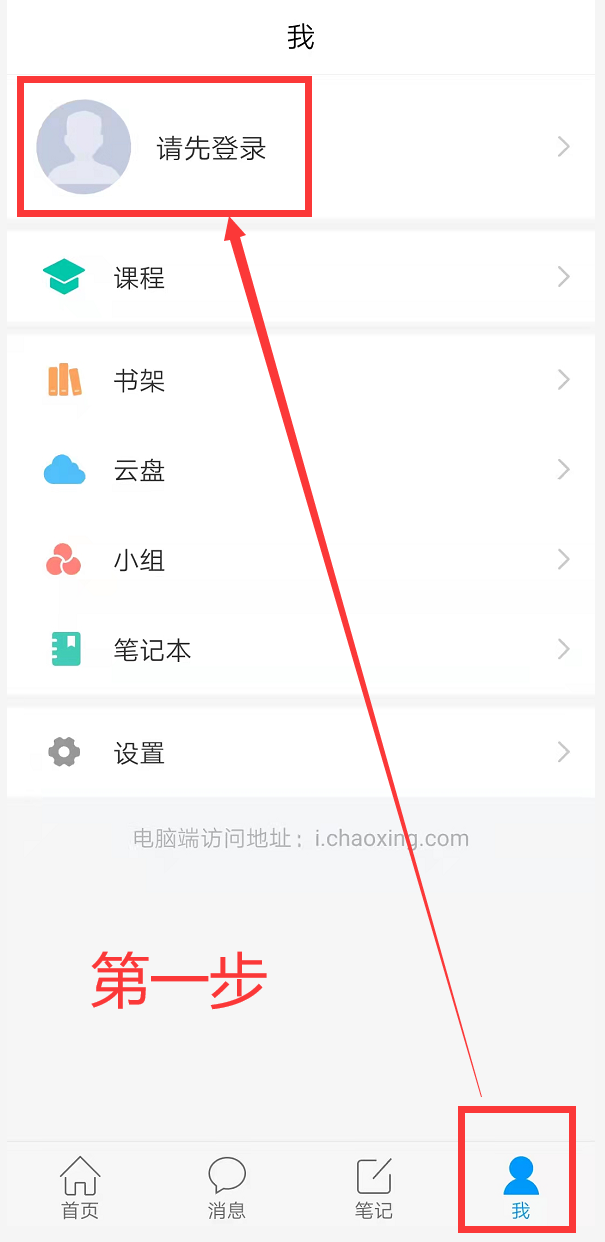 我
请先登录
课程
书架
云盘
小组
笔记本
设置
电脑端访问地址：i.chaoxing.com
第一步
首页
消息
笔记
我